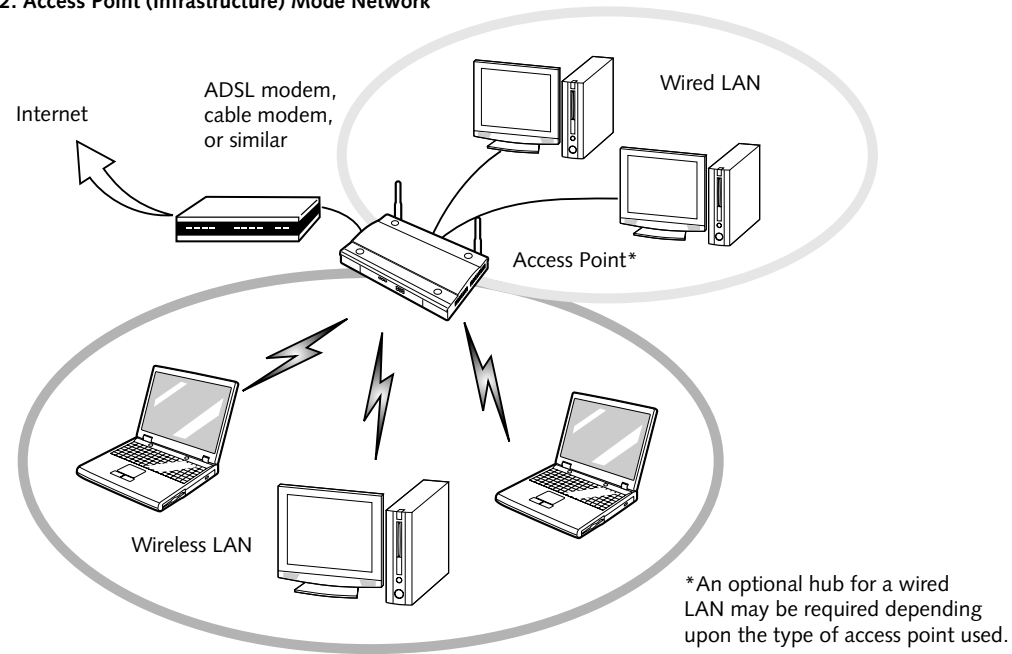 2. Access Point (Infrastructure) Mode Network
Wired LAN
ADSL modem,
cable modem,
or similar
Internet
Access Point*
Wireless LAN
*An optional hub for a wired
LAN may be required depending
upon the type of access point used.